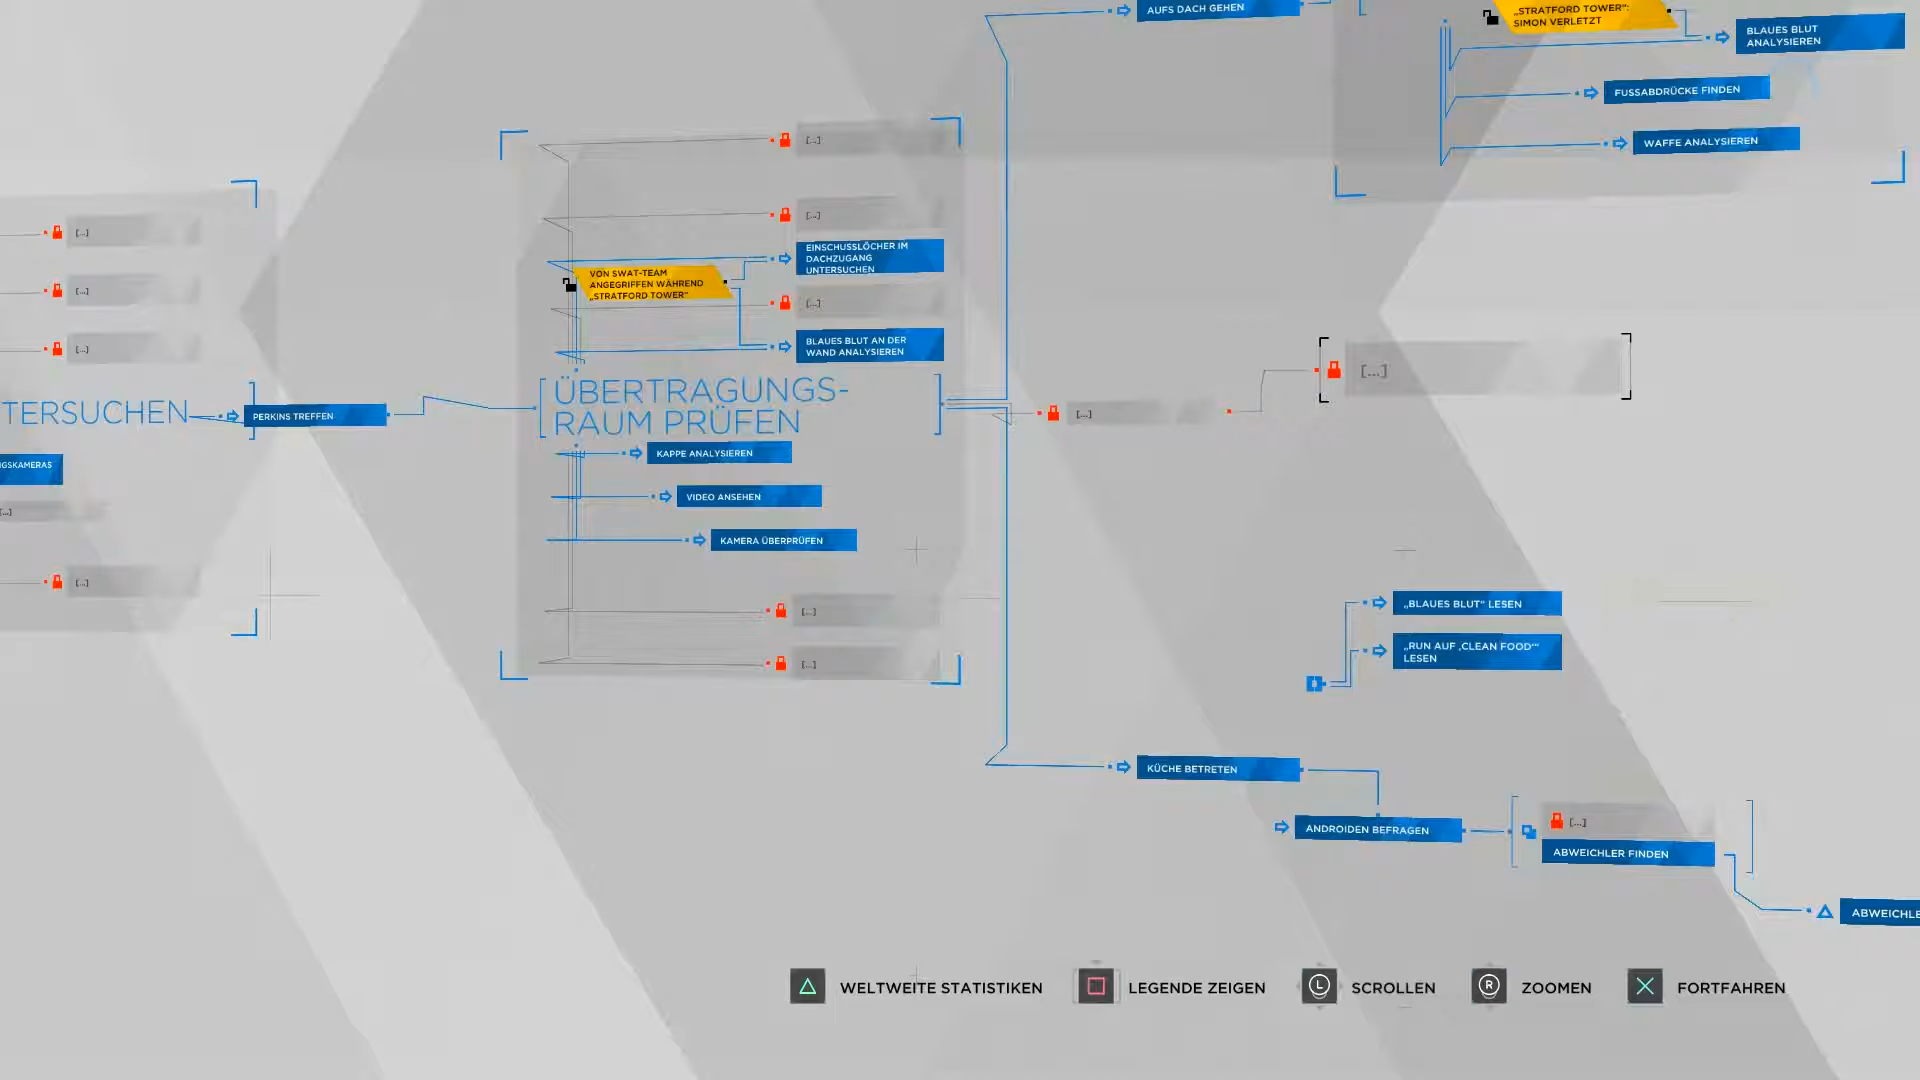 AUFS DACH GEHEN
„STRATFORD TOWER“:
SIMON VERLETZT
BLAUES BLUT
ANALYSIEREN
FUSSABDRÜCKE FINDEN
WAFFE ANALYSIEREN
[...]
[...]
[...]
[...]
[...]
EINSCHUSSLÖCHER IM
DACHZUGANG
UNTERSUCHEN
VON SWAT-TEAM
ANGEGRIFFEN WÄHREND
„STRATFORD TOWER“
[...]
BLAUES BLUT AN DER
WAND ANALYSIEREN
[...]
TERSUCHEN
PERKINS TREFFEN
ÜBERTRAGUNGS-
RAUM PRÜFEN
[...]
GSKAMERAS
[...]
[...]
KAPPE ANALYSIEREN
VIDEO ANSEHEN
KAMERA ÜBERPRÜFEN
[...]
[...]
„BLAUES BLUT“ LESEN
„RUN AUF ‚CLEAN FOOD‘“
LESEN
KÜCHE BETRETEN
ANDROIDEN BEFRAGEN
[...]
ABWEICHLER FINDEN
ABWEICHLE
WELTWEITE STATISTIKEN
LEGENDE ZEIGEN
L
SCROLLEN
R
ZOOMEN
FORTFAHREN